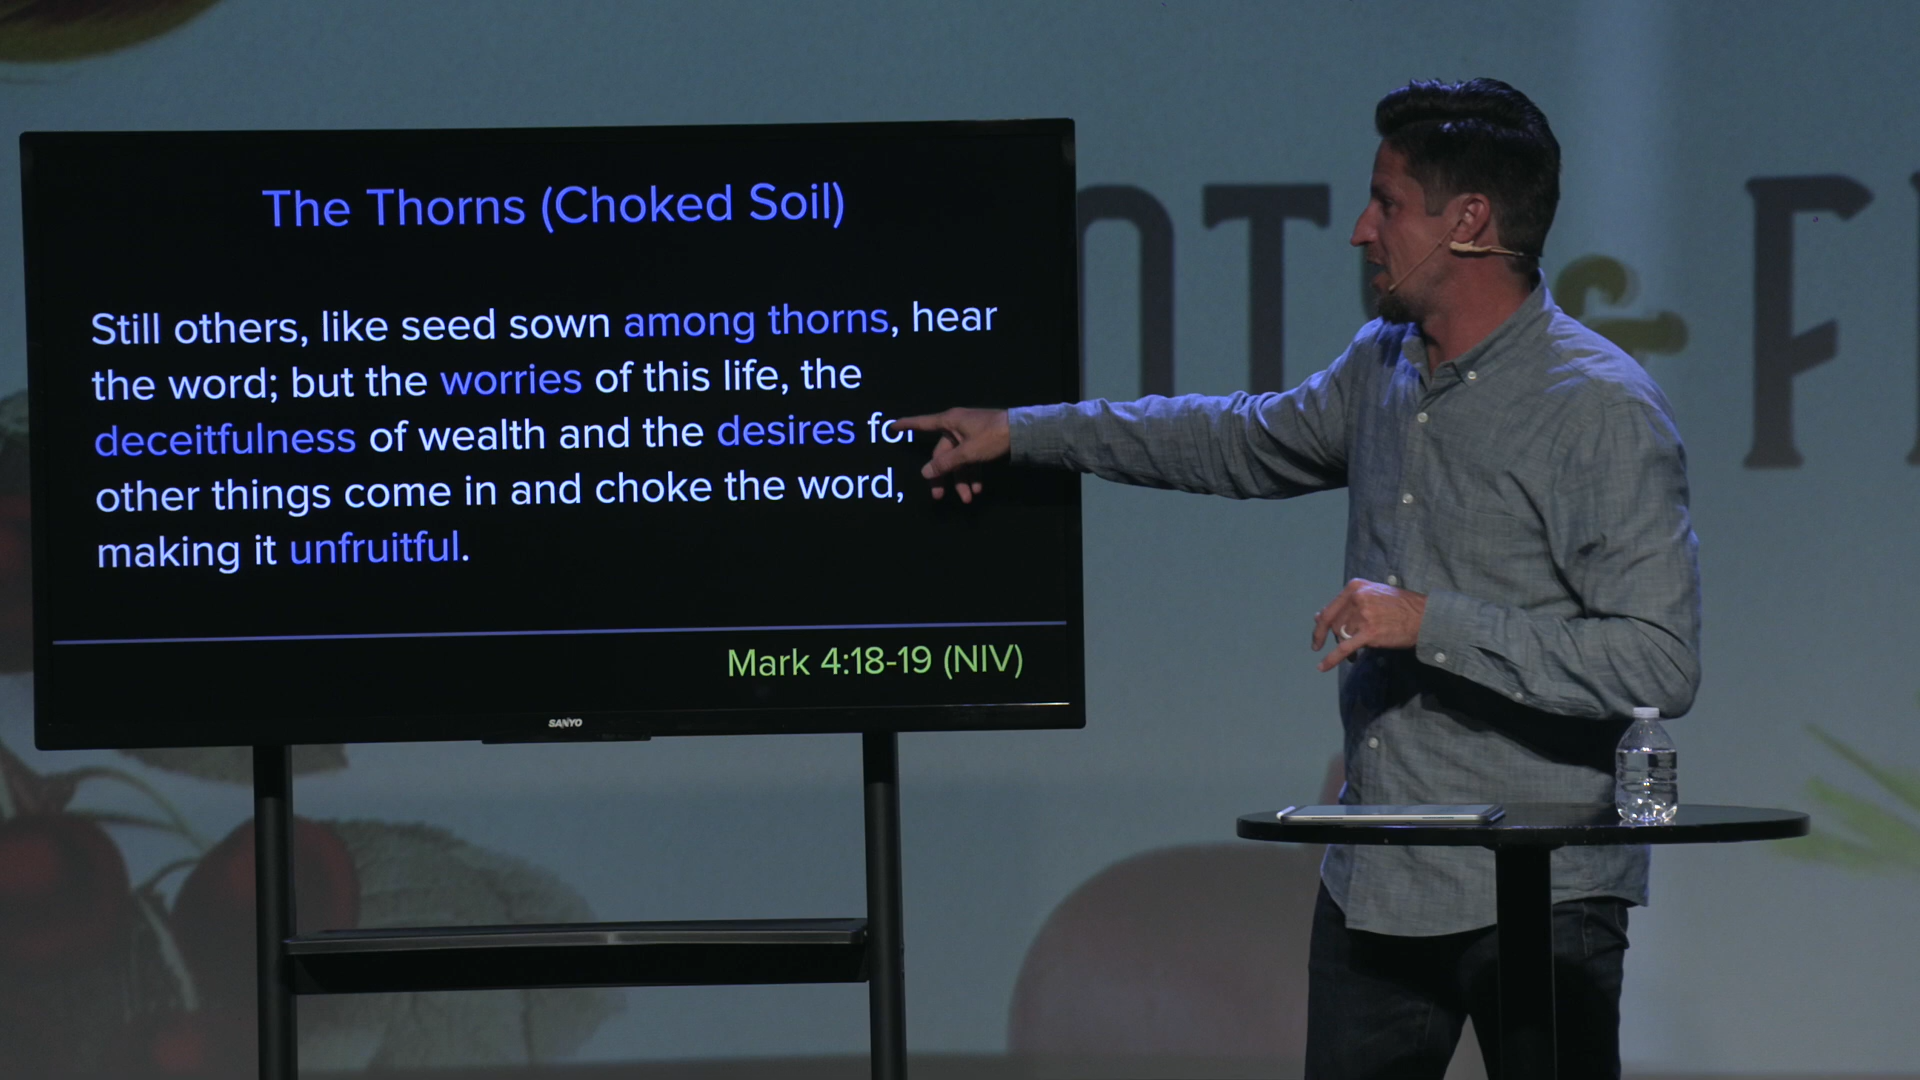 The Thorns (Choked Soil)
Still others, like seed sown among thorns, hear
the word; but the worries of this life, the
deceitfulness of wealth and the desires for
other things come in and choke the word,
making it unfruitful.
Mark 4:18-19 (NIV)
SANYO